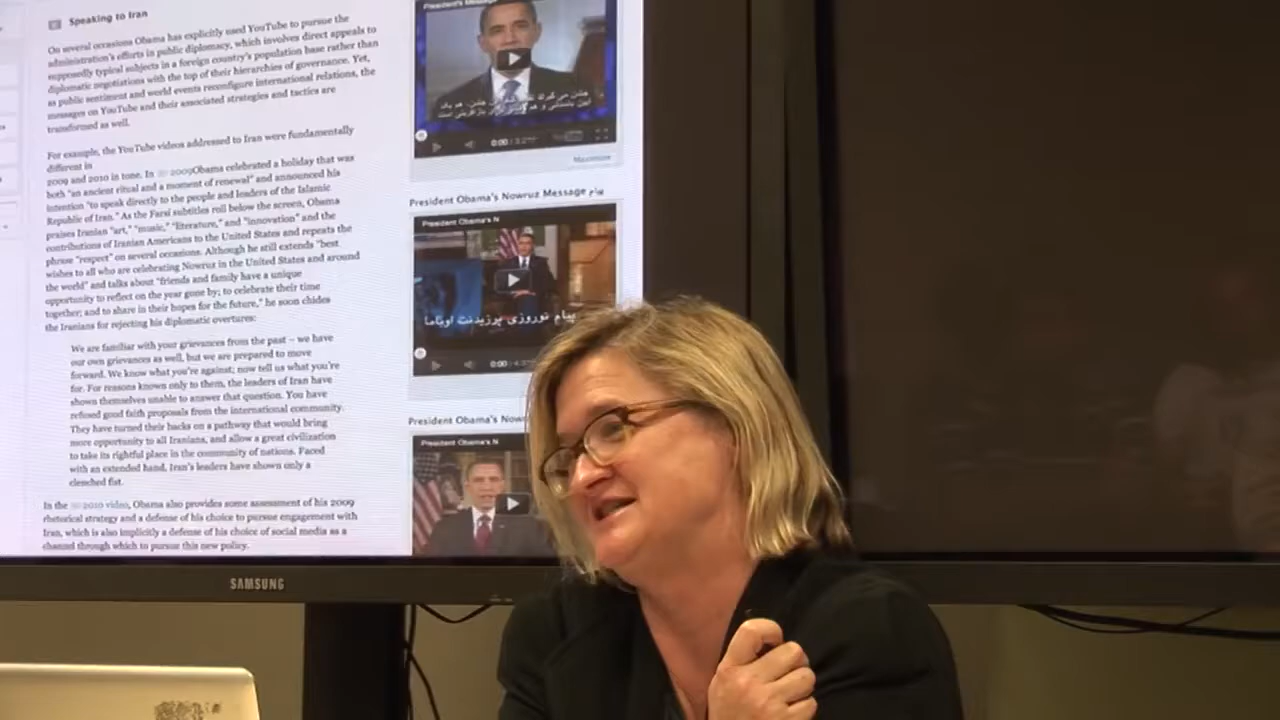 Speaking to Iran
On several occasions Obama has explicitly used YouTube to pursue the
administration's efforts in public diplomacy, which involves direct appeals to
supposedly typical subjects in a foreign country's population base rather than
diplomatic negotiations with the top of their hierarchies of governance. Yet,
as public sentiment and world events reconfigure international relations, the
messages on YouTube and their associated strategies and tactics are
transformed as well.
For example, the YouTube videos addressed to Iran were fundamentally
different in
2009 and 2010 in tone. In 2009Obama celebrated a holiday that was
both "an ancient ritual and a moment of renewal" and announced his
intention "to speak directly to the people and leaders of the Islamic
Republic of Iran." As the Farsi subtitles roll below the screen, Obama
praises Iranian "art," "music," "literature," and "innovation" and the
contributions of Iranian Americans to the United States and repeats the
phrase "respect" on several occasions. Although he still extends "best
wishes to all who are celebrating Nowruz in the United States and around
the world" and talks about "friends and family have a unique
opportunity to reflect on the year gone by; to celebrate their time
together; and to share in their hopes for the future," he soon chides
the Iranians for rejecting his diplomatic overtures:
We are familiar with your grievances from the past – we have
our own grievances as well, but we are prepared to move
forward. We know what you're against; now tell us what you're
for. For reasons known only to them, the leaders of Iran have
shown themselves unable to answer that question. You have
refused good faith proposals from the international community.
They have turned their backs on a pathway that would bring
more opportunity to all Iranians, and allow a great civilization
to take its rightful place in the community of nations. Faced
with an extended hand, Iran's leaders have shown only a
clenched fist.
In the 2010 video, Obama also provides some assessment of his 2009
rhetorical strategy and a defense of his choice to pursue engagement with
Iran, which is also implicitly a defense of his choice of social media as a
channel through which to pursue this new policy.
President's
0:00
President Obama's Nowruz Message پیام
President Obama's N
پیام نوروزی پرزیدنت اوباما
0:00
President Obama's Now
President Obama's N
SAMSUNG